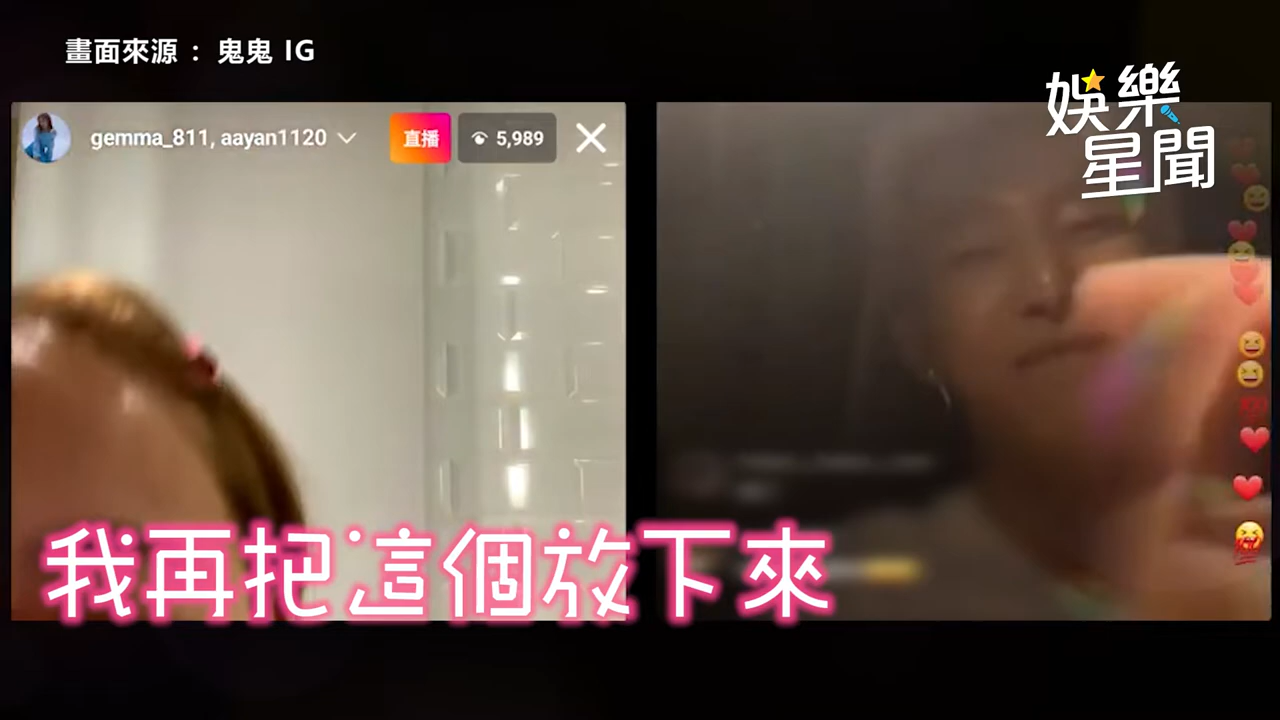 畫面來源 : 鬼鬼 IG
娛樂
星聞
gemma_811, aayan1120
直播
5,989
我再把這個放下來